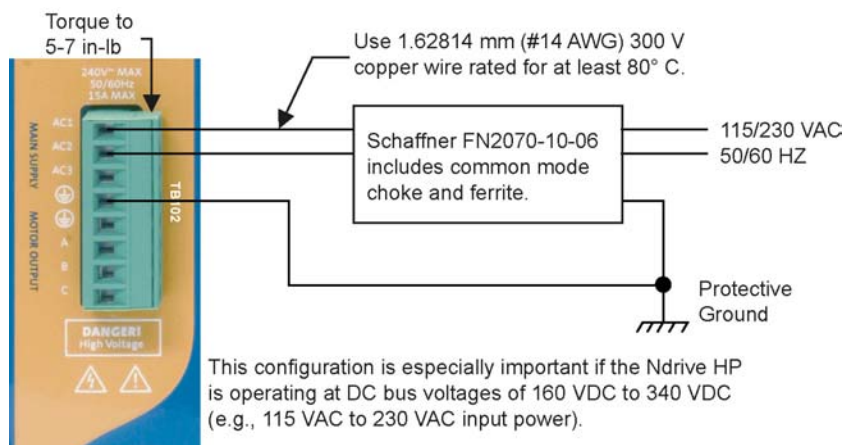 Torque to
5-7 in-lb
Use 1.62814 mm (#14 AWG) 300 V
copper wire rated for at least 80° C.
240V~ MAX
50/60Hz
15A MAX
MAIN SUPPLY
AC1
AC2
AC3
MOTOR OUTPUT
A
B
C
TB102
Schaffner FN2070-10-06
includes common mode
choke and ferrite.
115/230 VAC
50/60 HZ
Protective
Ground
DANGER!
High Voltage
This configuration is especially important if the Ndrive HP
is operating at DC bus voltages of 160 VDC to 340 VDC
(e.g., 115 VAC to 230 VAC input power).